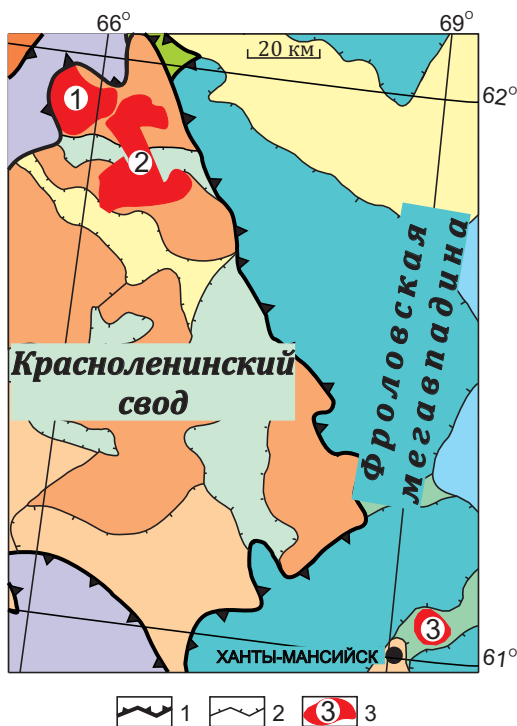 66° 69°
20 км
62°
1
2
Красноленинский
свод
Фроловская
мегавпадина
3
ХАНТЫ-МАНСИЙСК
61°
1 2 3 3